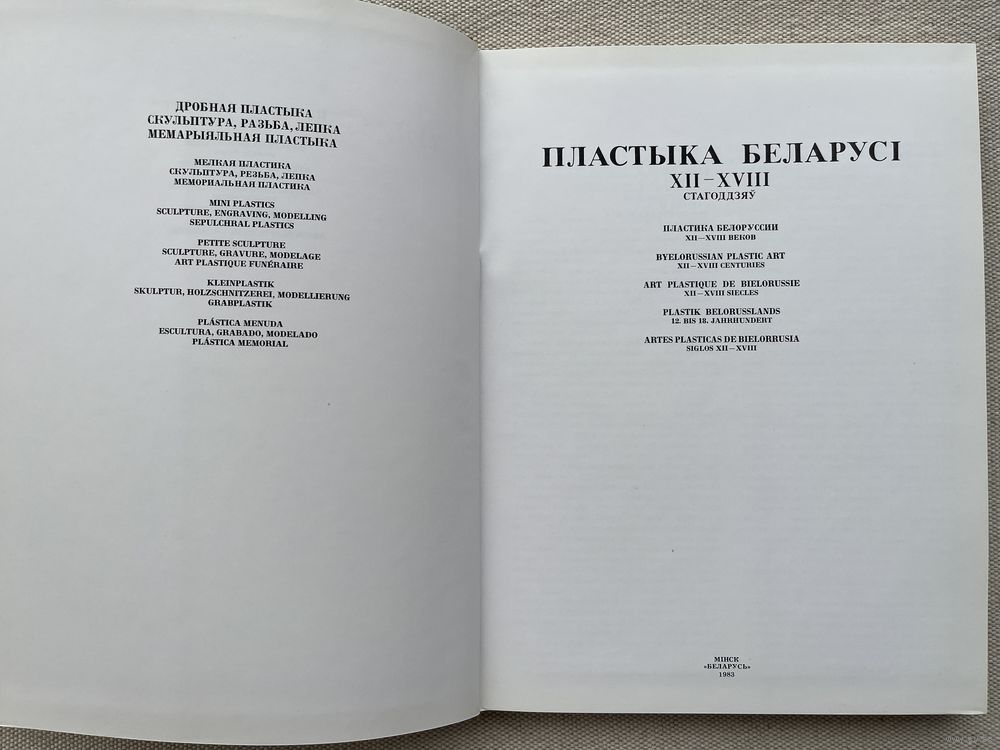 ДРОБНАЯ ПЛАСТЫКА
СКУЛЬПТУРА, РАЗЬБА, ЛЕПКА
МЕМАРЫЯЛЬНАЯ ПЛАСТЫКА
МЕЛКАЯ ПЛАСТИКА
СКУЛЬПТУРА, РЕЗЬБА, ЛЕПКА
МЕМОРИАЛЬНАЯ ПЛАСТИКА
MINI PLASTICS
SCULPTURE, ENGRAVING, MODELLING
SEPULCHRAL PLASTICS
PETITE SCULPTURE
SCULPTURE, GRAVURE, MODELAGE
ART PLASTIQUE FUNÉRAIRE
KLEINPLASTIK
SKULPTUR, HOLZSCHNITZEREI, MODELLIERUNG
GRABPLASTIK
PLÁSTICA MENUDA
ESCULTURA, GRABADO, MODELADO
PLÁSTICA MEMORIAL
ПЛАСТЫКА БЕЛАРУСІ
XII—XVIII
СТАГОДДЗЯЎ
ПЛАСТИКА БЕЛОРУССИИ
XII—XVIII ВЕКОВ
BYELORUSSIAN PLASTIC ART
XII—XVIII CENTURIES
ART PLASTIQUE DE BIELORUSSIE
XII—XVIII SIECLES
PLASTIK BELORUSSLANDS
12. BIS 18. JAHRHUNDERT
ARTES PLASTICAS DE BIELORRUSIA
SIGLOS XII—XVIII
МІНСК
«БЕЛАРУСЬ»
1983